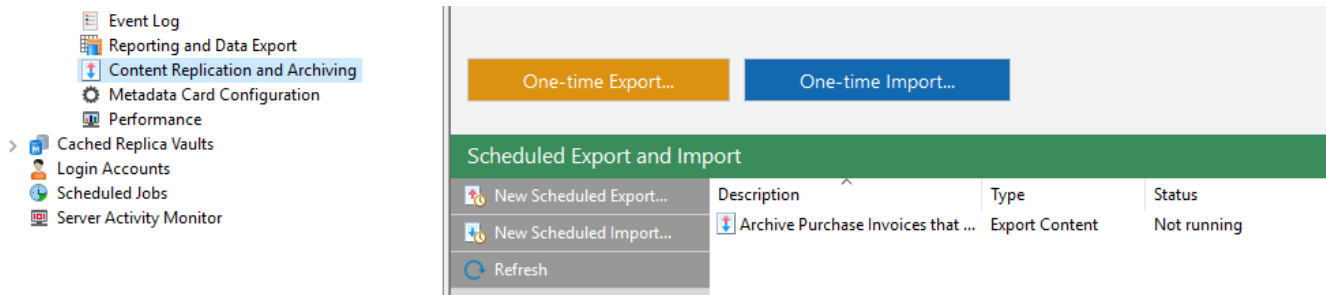 Event Log
Reporting and Data Export
Content Replication and Archiving
Metadata Card Configuration
Performance
Cached Replica Vaults
Login Accounts
Scheduled Jobs
Server Activity Monitor
One-time Export...
One-time Import...
Scheduled Export and Import
New Scheduled Export...
New Scheduled Import...
Refresh
Description Type Status
Archive Purchase Invoices that ... Export Content Not running